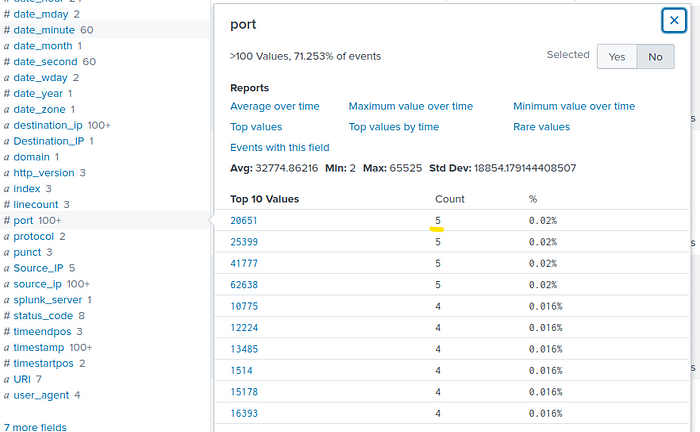 # date_mday 2
# date_minute 60
a date_month 1
# date_second 60
a date_wday 2
# date_year 1
a date_zone 1
a destination_ip 100+
a Destination_IP 1
a domain 1
a http_version 3
a index 3
# linecount 3
# port 100+
a protocol 2
a punct 3
a Source_IP 5
a source_ip 100+
a splunk_server 1
# status_code 8
# timeendpos 3
a timestamp 100+
# timestartpos 2
a URI 7
a user_agent 4
7 more fields
port
>100 Values, 71.253% of events
Selected Yes No
Reports
Average over time Maximum value over time Minimum value over time
Top values Top values by time Rare values
Events with this field
Avg: 32774.86216 Min: 2 Max: 65525 Std Dev: 18854.179144408507
Top 10 Values Count %
20651 5 0.02%
25399 5 0.02%
41777 5 0.02%
62638 5 0.02%
10775 4 0.016%
12224 4 0.016%
13485 4 0.016%
1514 4 0.016%
15178 4 0.016%
16393 4 0.016%